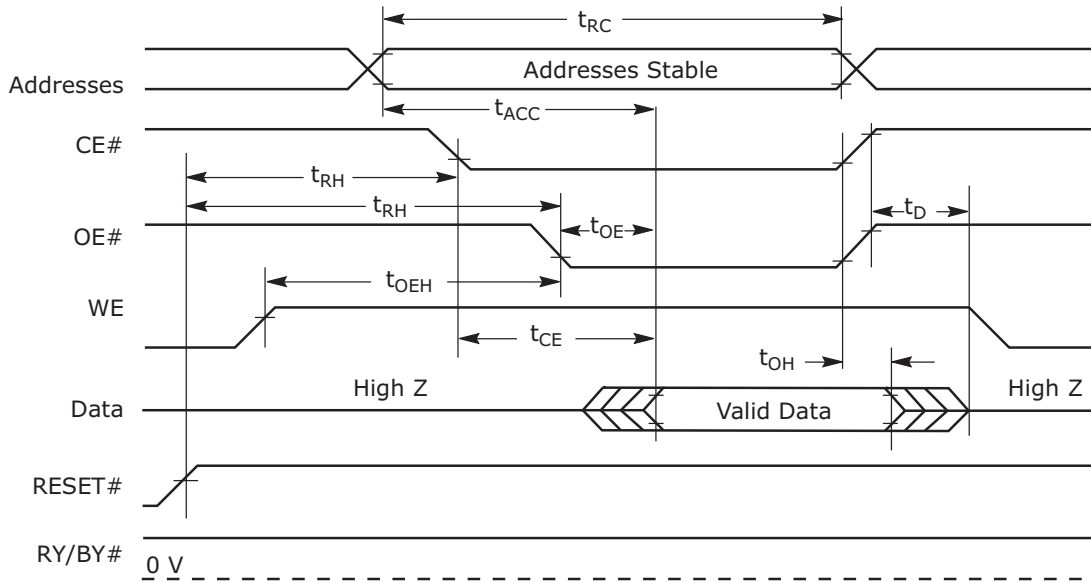 tRC
Addresses
Addresses Stable
tACC
CE#
tRH
tRH
tD
OE#
tOE
tOEH
WE
tCE
tOH
High Z
High Z
Data
Valid Data
RESET#
RY/BY#
0 V